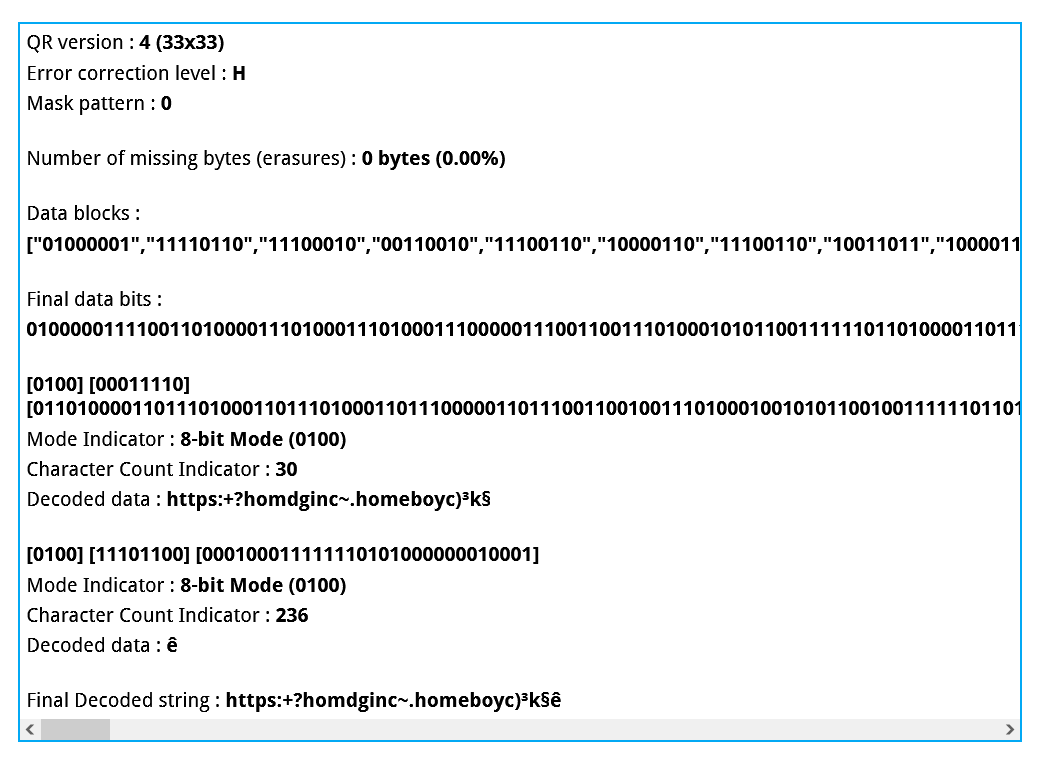 QR version : 4 (33x33)
Error correction level : H
Mask pattern : 0
Number of missing bytes (erasures) : 0 bytes (0.00%)
Data blocks :
["01000001","11110110","11100010","00110010","11100110","10000110","11100110","10011011","1000011
Final data bits :
0100000111100110100001110100011101000111000001110011001110100010101100111111011010000110111
[0100] [00011110]
[011010000110111010001101110100011011100000110111001100100111010001001010110010011111101101
Mode Indicator : 8-bit Mode (0100)
Character Count Indicator : 30
Decoded data : https:+?homdginc~.homeboyc)³k§
[0100] [11101100] [0001000111111101010000000010001]
Mode Indicator : 8-bit Mode (0100)
Character Count Indicator : 236
Decoded data : ê
Final Decoded string : https:+?homdginc~.homeboyc)³k§ê